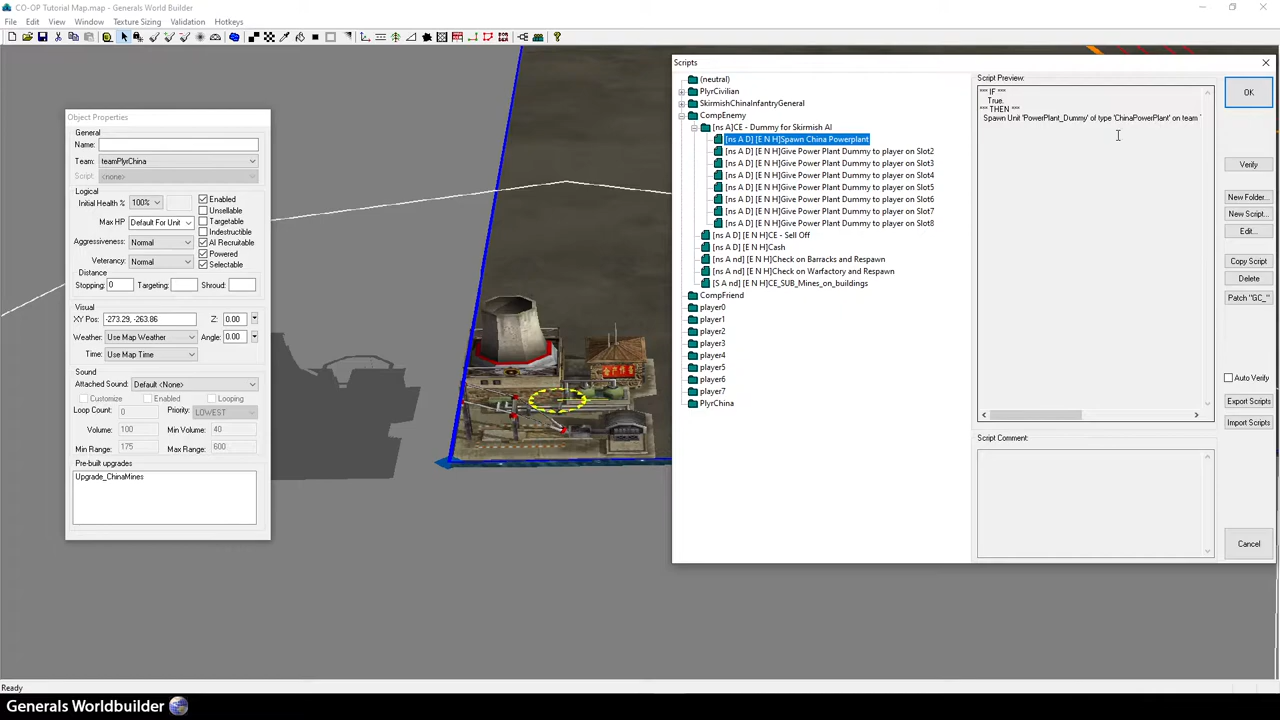 CO-OP Tutorial Map.map - Generals World Builder
File Edit View Window Texture Sizing Validation Hotkeys
Object Properties
General
Name:
Team: teamPlyrChina
Script: <none>
Logical
Initial Health % 100%
Max HP Default For Unit
Aggressiveness: Normal
Veterancy: Normal
Enabled
Unsellable
Targetable
Indestructible
AI Recruitable
Powered
Selectable
Distance
Stopping: 0 Targeting: Shroud:
Visual
XY Pos: -273.29, -263.86 Z: 0.00
Weather: Use Map Weather Angle: 0.00
Time: Use Map Time
Sound
Attached Sound: Default <None>
Customize Enabled Looping
Loop Count: 0 Priority: LOWEST
Volume: 100 Min Volume: 40
Min Range: 175 Max Range: 600
Pre-built upgrades
Upgrade_ChinaMines
Scripts
(neutral)
PlyrCivilian
SkirmishChinaInfantryGeneral
CompEnemy
[ns A]CE - Dummy for Skirmish AI
[ns A D] [E N H]Spawn China Powerplant
[ns A D] [E N H]Give Power Plant Dummy to player on Slot2
[ns A D] [E N H]Give Power Plant Dummy to player on Slot3
[ns A D] [E N H]Give Power Plant Dummy to player on Slot4
[ns A D] [E N H]Give Power Plant Dummy to player on Slot5
[ns A D] [E N H]Give Power Plant Dummy to player on Slot6
[ns A D] [E N H]Give Power Plant Dummy to player on Slot7
[ns A D] [E N H]Give Power Plant Dummy to player on Slot8
[ns A D] [E N H]CE - Sell Off
[ns A D] [E N H]Cash
[ns A nd] [E N H]Check on Barracks and Respawn
[ns A nd] [E N H]Check on Warfactory and Respawn
[S A nd] [E N H]CE_SUB_Mines_on_buildings
CompFriend
player0
player1
player2
player3
player4
player5
player6
player7
PlyrChina
Script Preview:
*** IF ***
True.
*** THEN ***
Spawn Unit 'PowerPlant_Dummy' of type 'ChinaPowerPlant' on team '
Script Comment:
OK
Verify
New Folder...
New Script...
Edit...
Copy Script
Delete
Patch "GC_"
Auto Verify
Export Scripts
Import Scripts
Cancel
Ready
Generals Worldbuilder